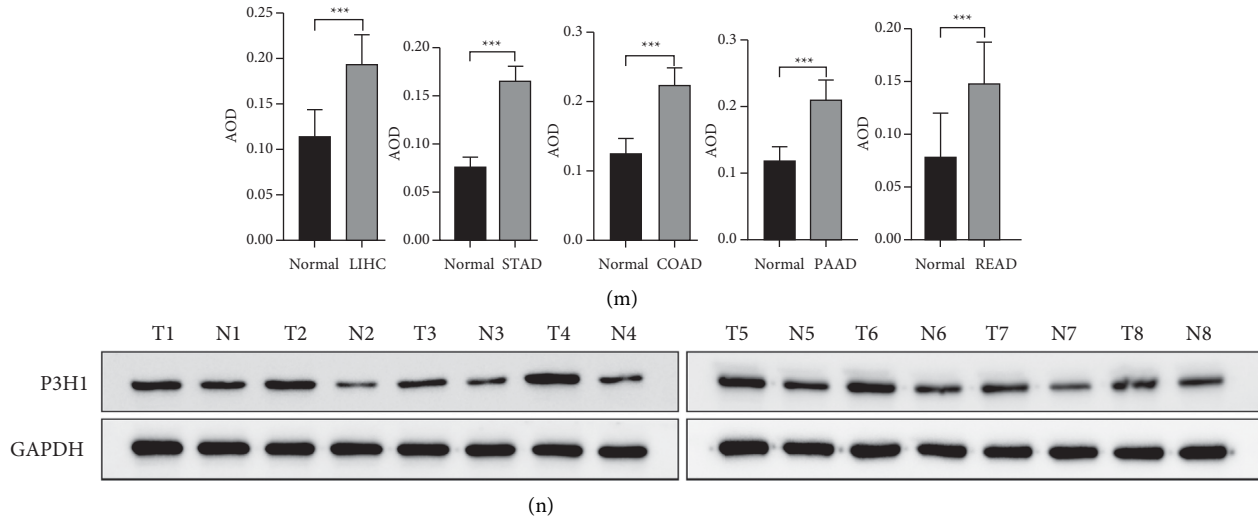 0.25
0.20
0.15
0.10
0.05
0.00
AOD
***
Normal LIHC
0.20
0.15
0.10
0.05
0.00
AOD
***
Normal STAD
0.3
0.2
0.1
0.0
AOD
***
Normal COAD
0.3
0.2
0.1
0.0
AOD
***
Normal PAAD
0.20
0.15
0.10
0.05
0.00
AOD
***
Normal READ
(m)
T1 N1 T2 N2 T3 N3 T4 N4 T5 N5 T6 N6 T7 N7 T8 N8
P3H1
GAPDH
(n)